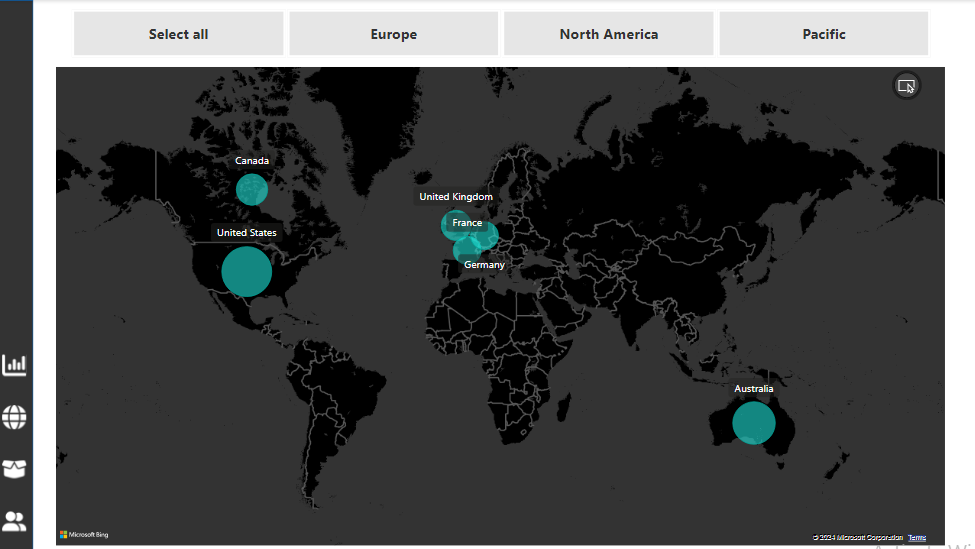 Select all
Europe
North America
Pacific
Canada
United Kingdom
United States
France
Germany
Australia
Microsoft Bing
© 2024 Microsoft Corporation Terms